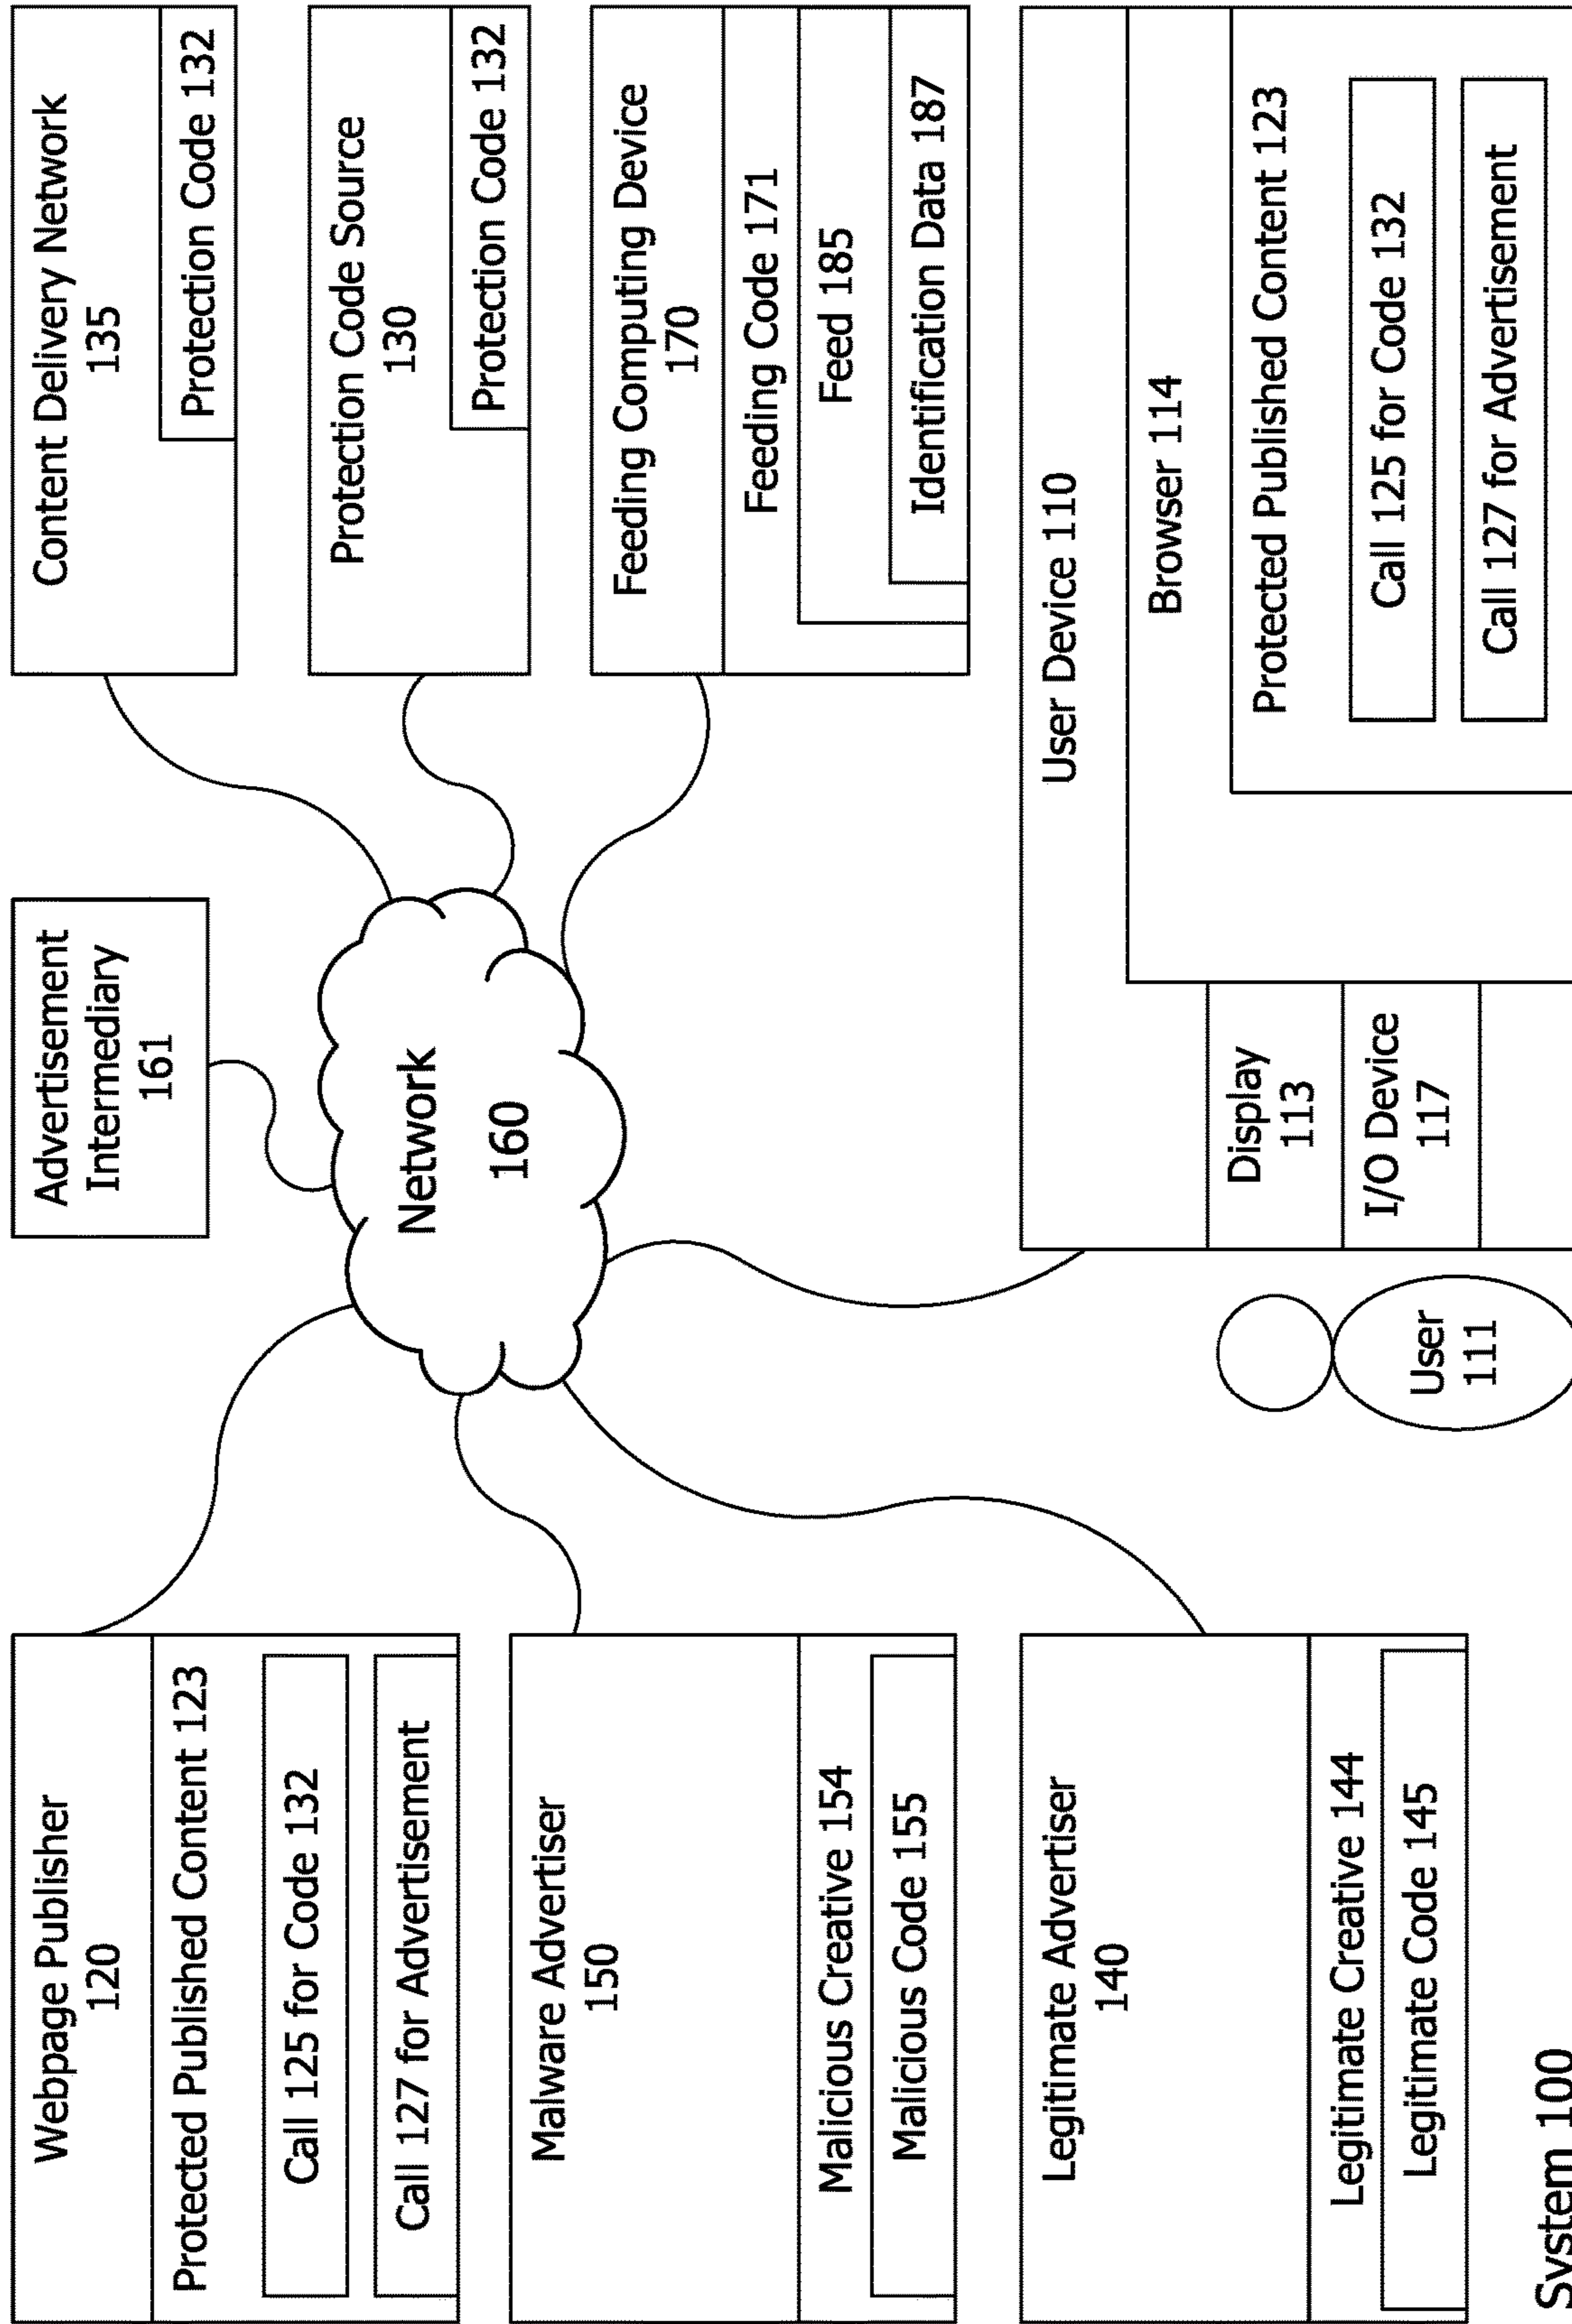 Webpage Publisher
120
Protected Published Content 123
Call 125 for Code 132
Call 127 for Advertisement
Malware Advertiser
150
Malicious Creative 154
Malicious Code 155
Legitimate Advertiser
140
Legitimate Creative 144
Legitimate Code 145
System 100
Advertisement
Intermediary
161
Network
160
User
111
Content Delivery Network
135
Protection Code 132
Protection Code Source
130
Protection Code 132
Feeding Computing Device
170
Feeding Code 171
Feed 185
Identification Data 187
User Device 110
Display
113
I/O Device
117
Browser 114
Protected Published Content 123
Call 125 for Code 132
Call 127 for Advertisement